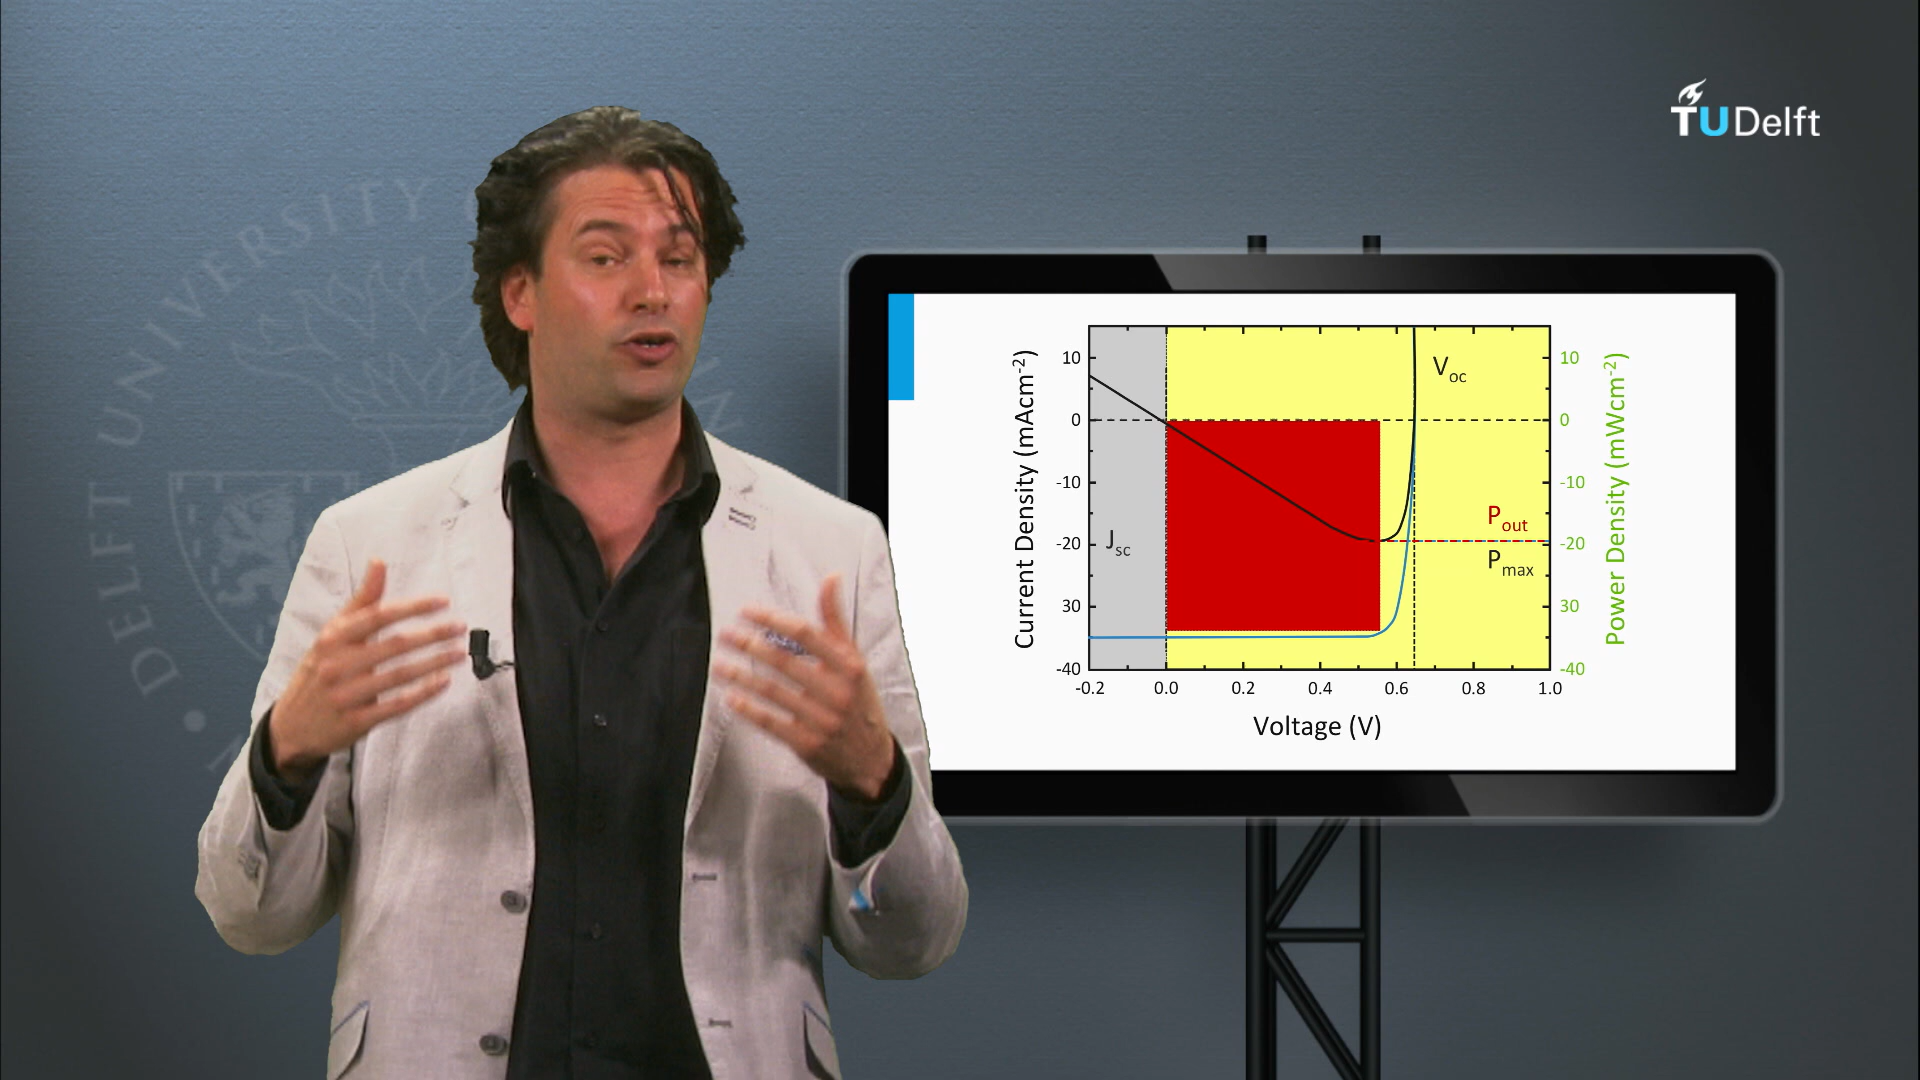 TUDelft
DELFT UNIVERSITY
10
0
-10
-20
30
-40
Current Density (mAcm-2)
-0.2
0.0
0.2
0.4
0.6
0.8
1.0
Voltage (V)
Jsc
Voc
Pout
Pmax
10
0
-10
-20
30
-40
Power Density (mWcm-2)